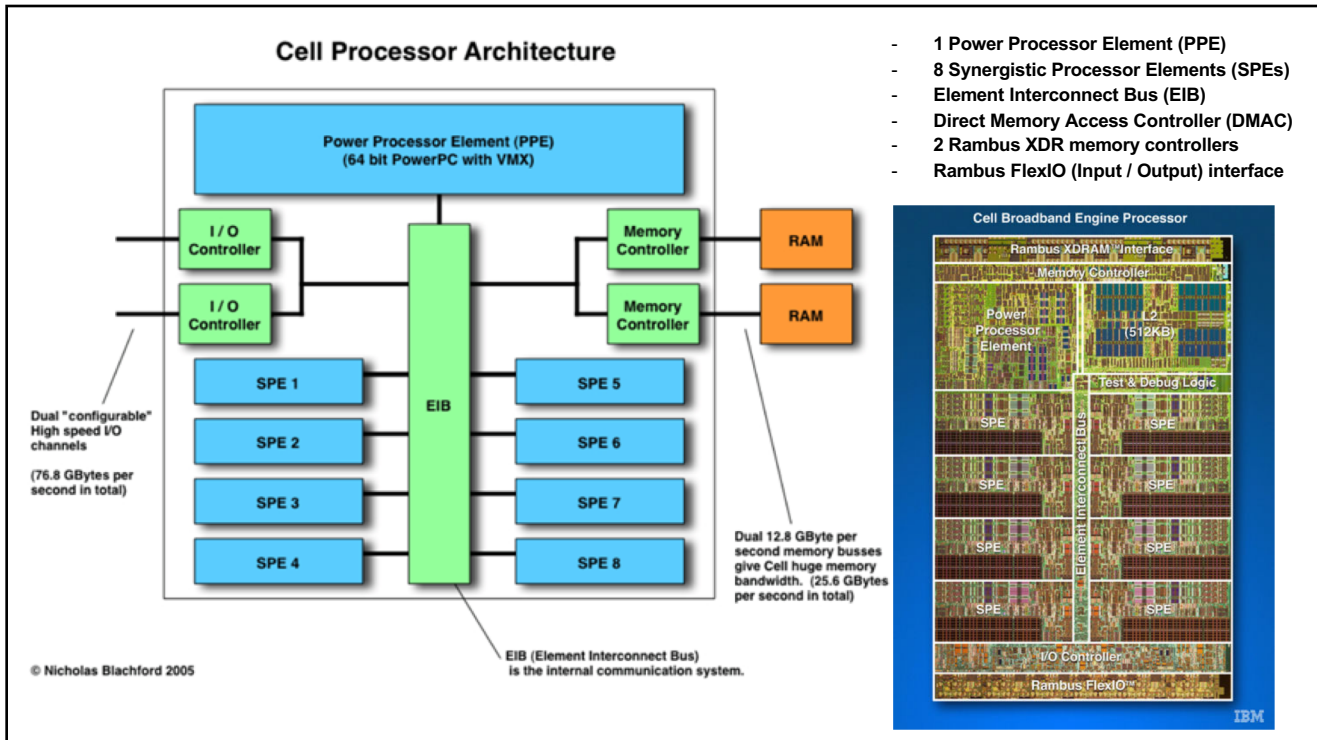 Cell Processor Architecture
Power Processor Element (PPE)
(64 bit PowerPC with VMX)
I / O
Controller
I / O
Controller
Memory
Controller
Memory
Controller
RAM
RAM
EIB
SPE 1
SPE 2
SPE 3
SPE 4
SPE 5
SPE 6
SPE 7
SPE 8
Dual "configurable"
High speed I/O
channels
(76.8 GBytes per
second in total)
Dual 12.8 GByte per
second memory busses
give Cell huge memory
bandwidth. (25.6 GBytes
per second in total)
EIB (Element Interconnect Bus)
is the internal communication system.
© Nicholas Blachford 2005
- 1 Power Processor Element (PPE)
- 8 Synergistic Processor Elements (SPEs)
- Element Interconnect Bus (EIB)
- Direct Memory Access Controller (DMAC)
- 2 Rambus XDR memory controllers
- Rambus FlexIO (Input / Output) interface
Cell Broadband Engine Processor
Rambus XDRAM™ Interface
Memory Controller
Power
Processor
Element
L2
(512KB)
Test & Debug Logic
Element Interconnect Bus
SPE
SPE
SPE
SPE
SPE
SPE
SPE
SPE
I/O Controller
Rambus FlexIO™
IBM